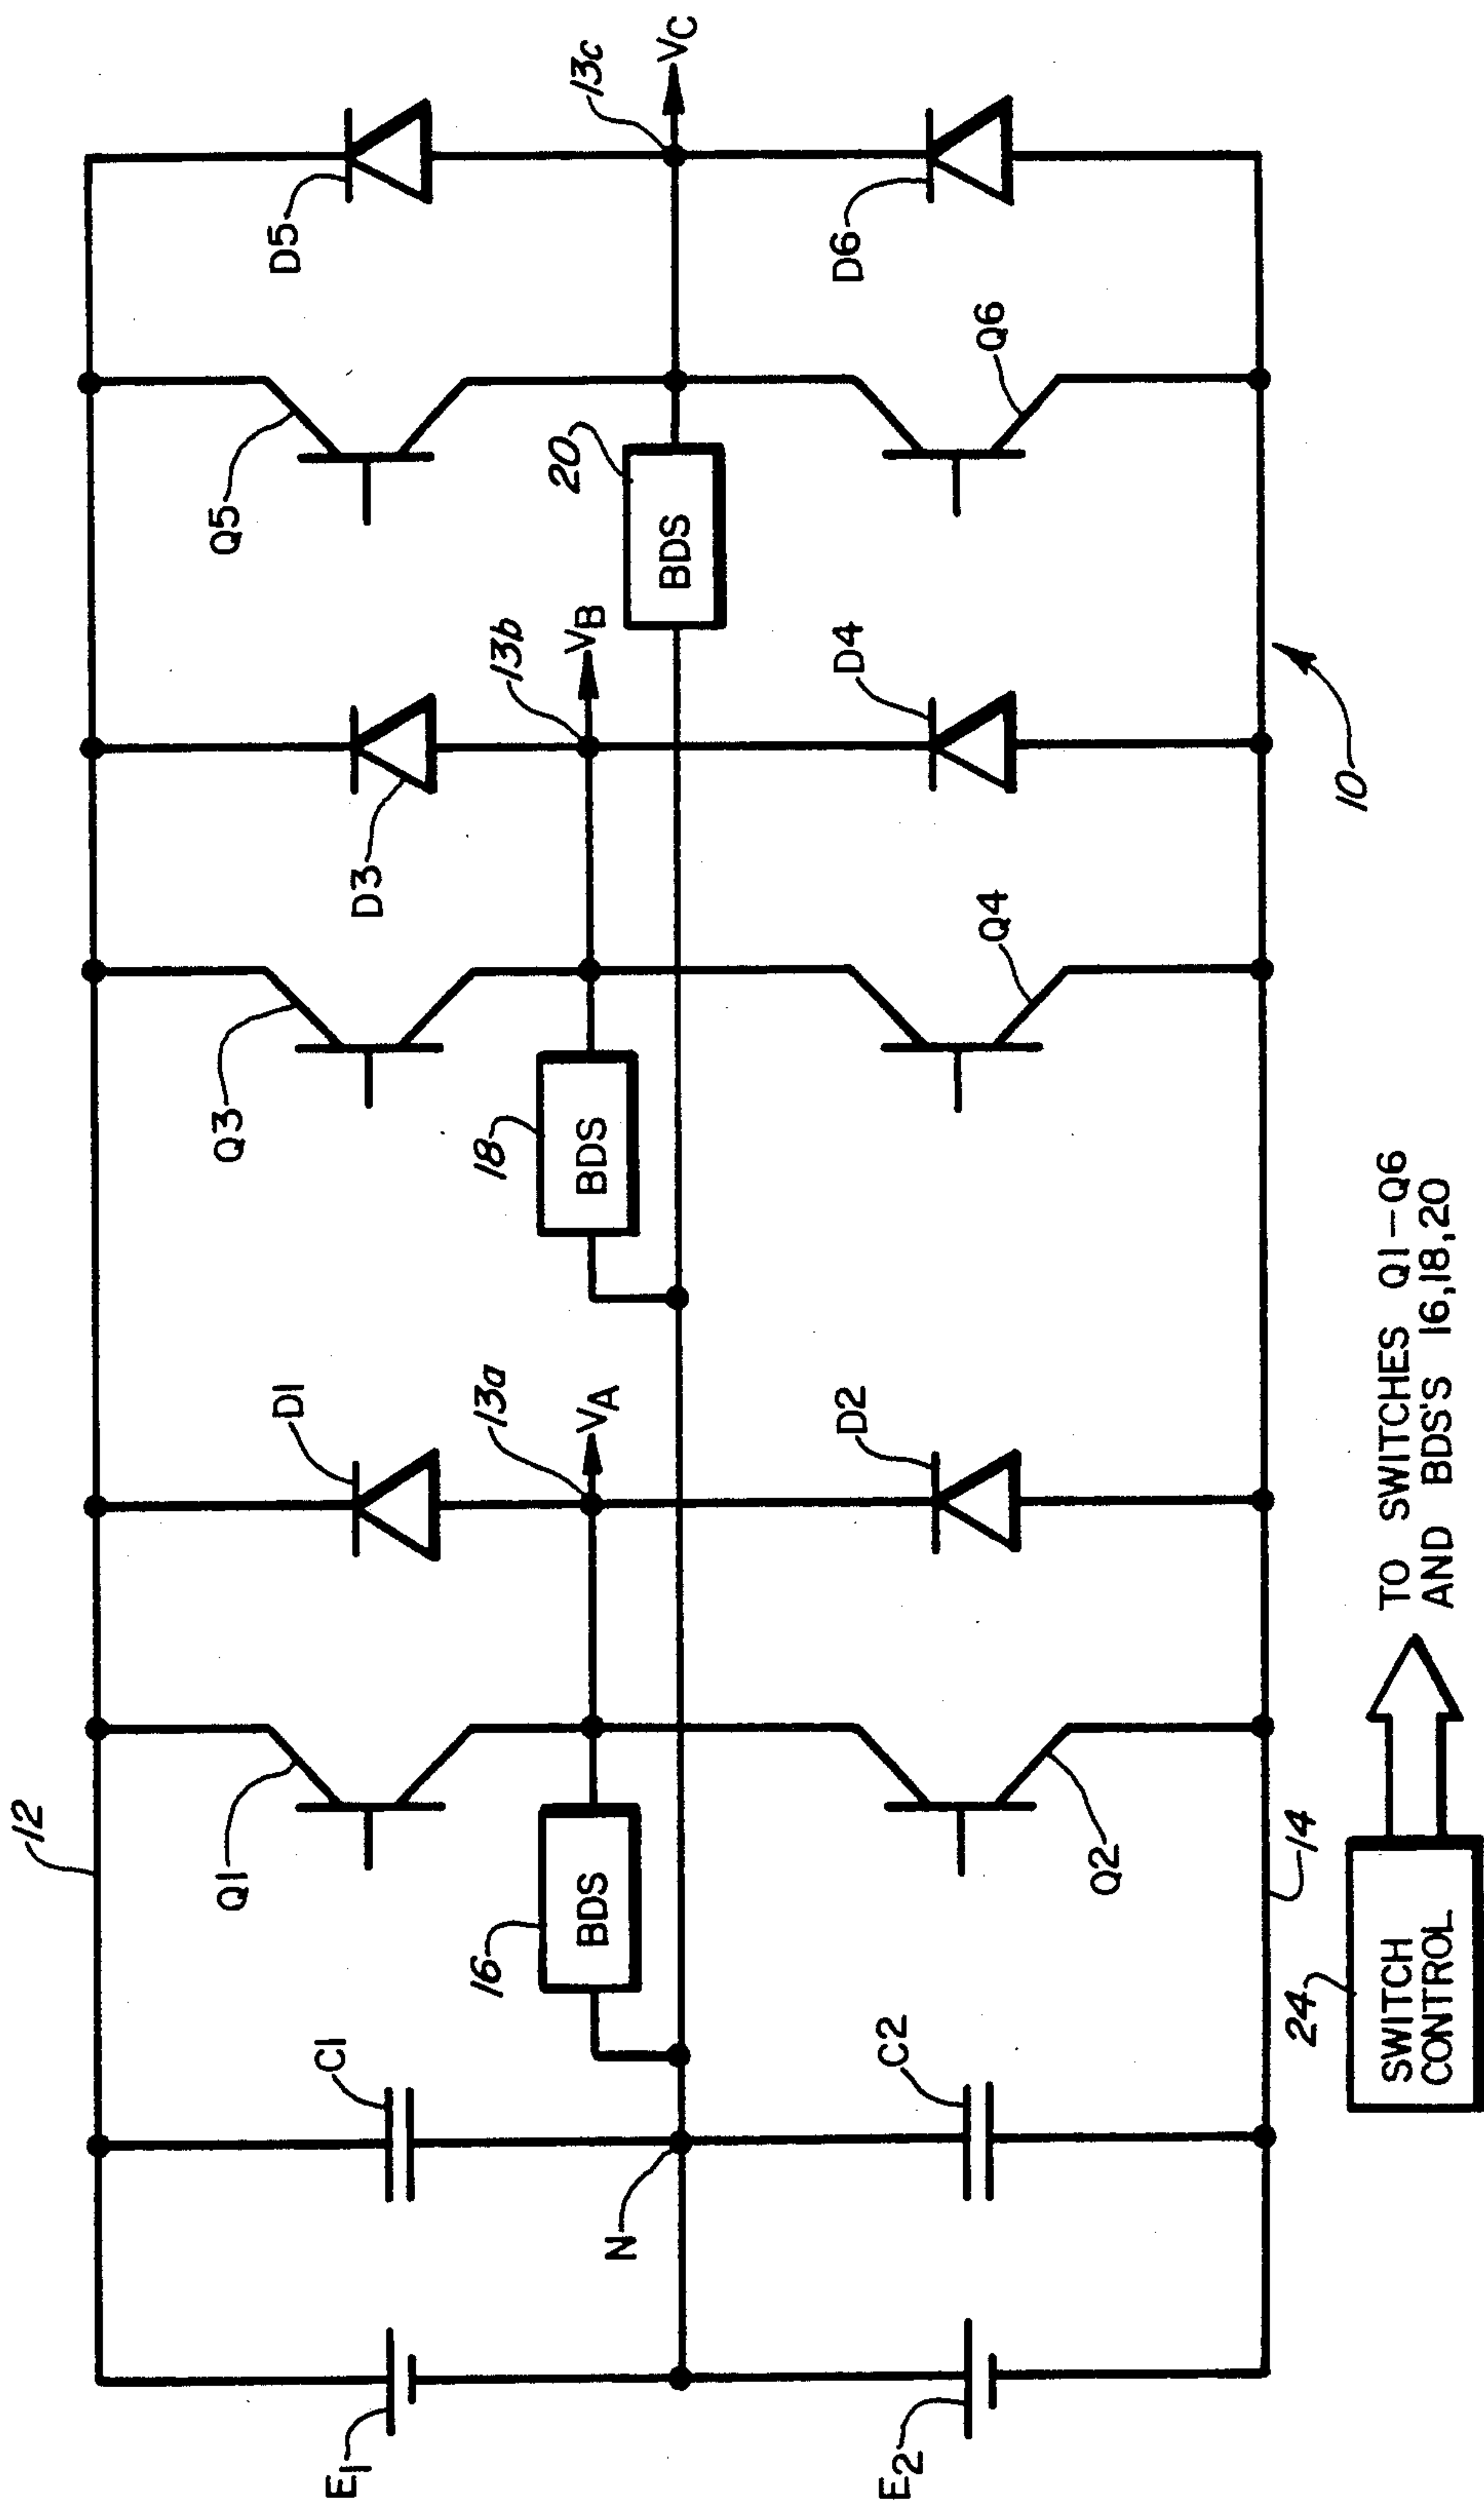 12
C1
Q1
D1
Q3
D3
Q5
D5
E1
N
16
BDS
13a
VA
18
BDS
13b
VB
20
BDS
13c
VC
E2
C2
Q2
D2
Q4
D4
Q6
D6
14
10
24
SWITCH
CONTROL
TO SWITCHES Q1-Q6
AND BDS'S 16,18,20